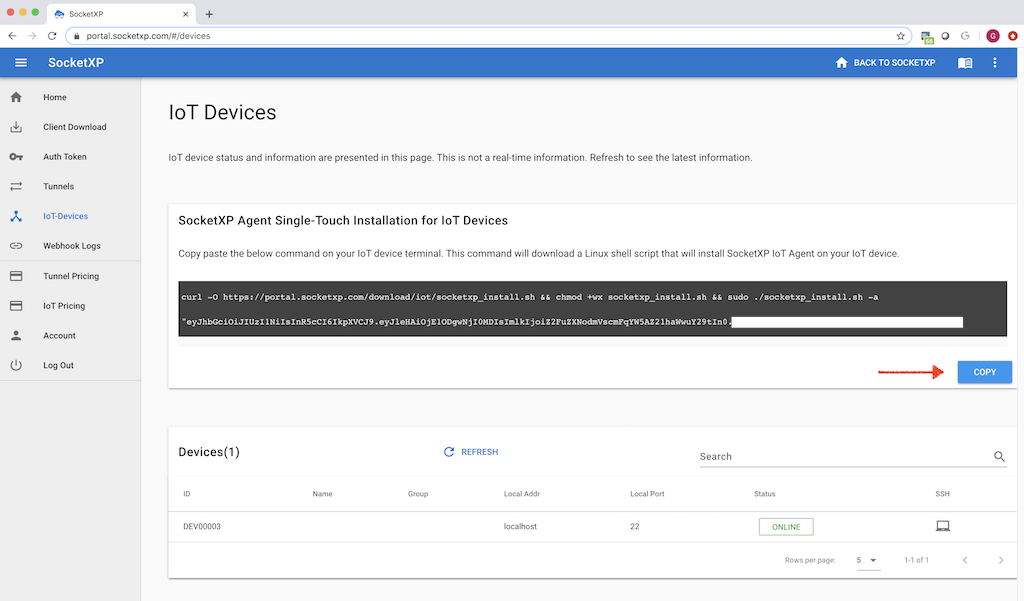 SocketXP
portal.socketxp.com/#/devices
G
SocketXP
BACK TO SOCKETXP
Home
Client Download
Auth Token
Tunnels
IoT-Devices
Webhook Logs
Tunnel Pricing
IoT Pricing
Account
Log Out
IoT Devices
IoT device status and information are presented in this page. This is not a real-time information. Refresh to see the latest information.
SocketXP Agent Single-Touch Installation for IoT Devices
Copy paste the below command on your IoT device terminal. This command will download a Linux shell script that will install SocketXP IoT Agent on your IoT device.
curl -O https://portal.socketxp.com/download/iot/socketxp_install.sh && chmod +wx socketxp_install.sh && sudo ./socketxp_install.sh -a
COPY
Devices(1)
REFRESH
Search
ID Name Group Local Addr Local Port Status SSH
DEV00003 localhost 22 ONLINE
Rows per page: 5 1-1 of 1